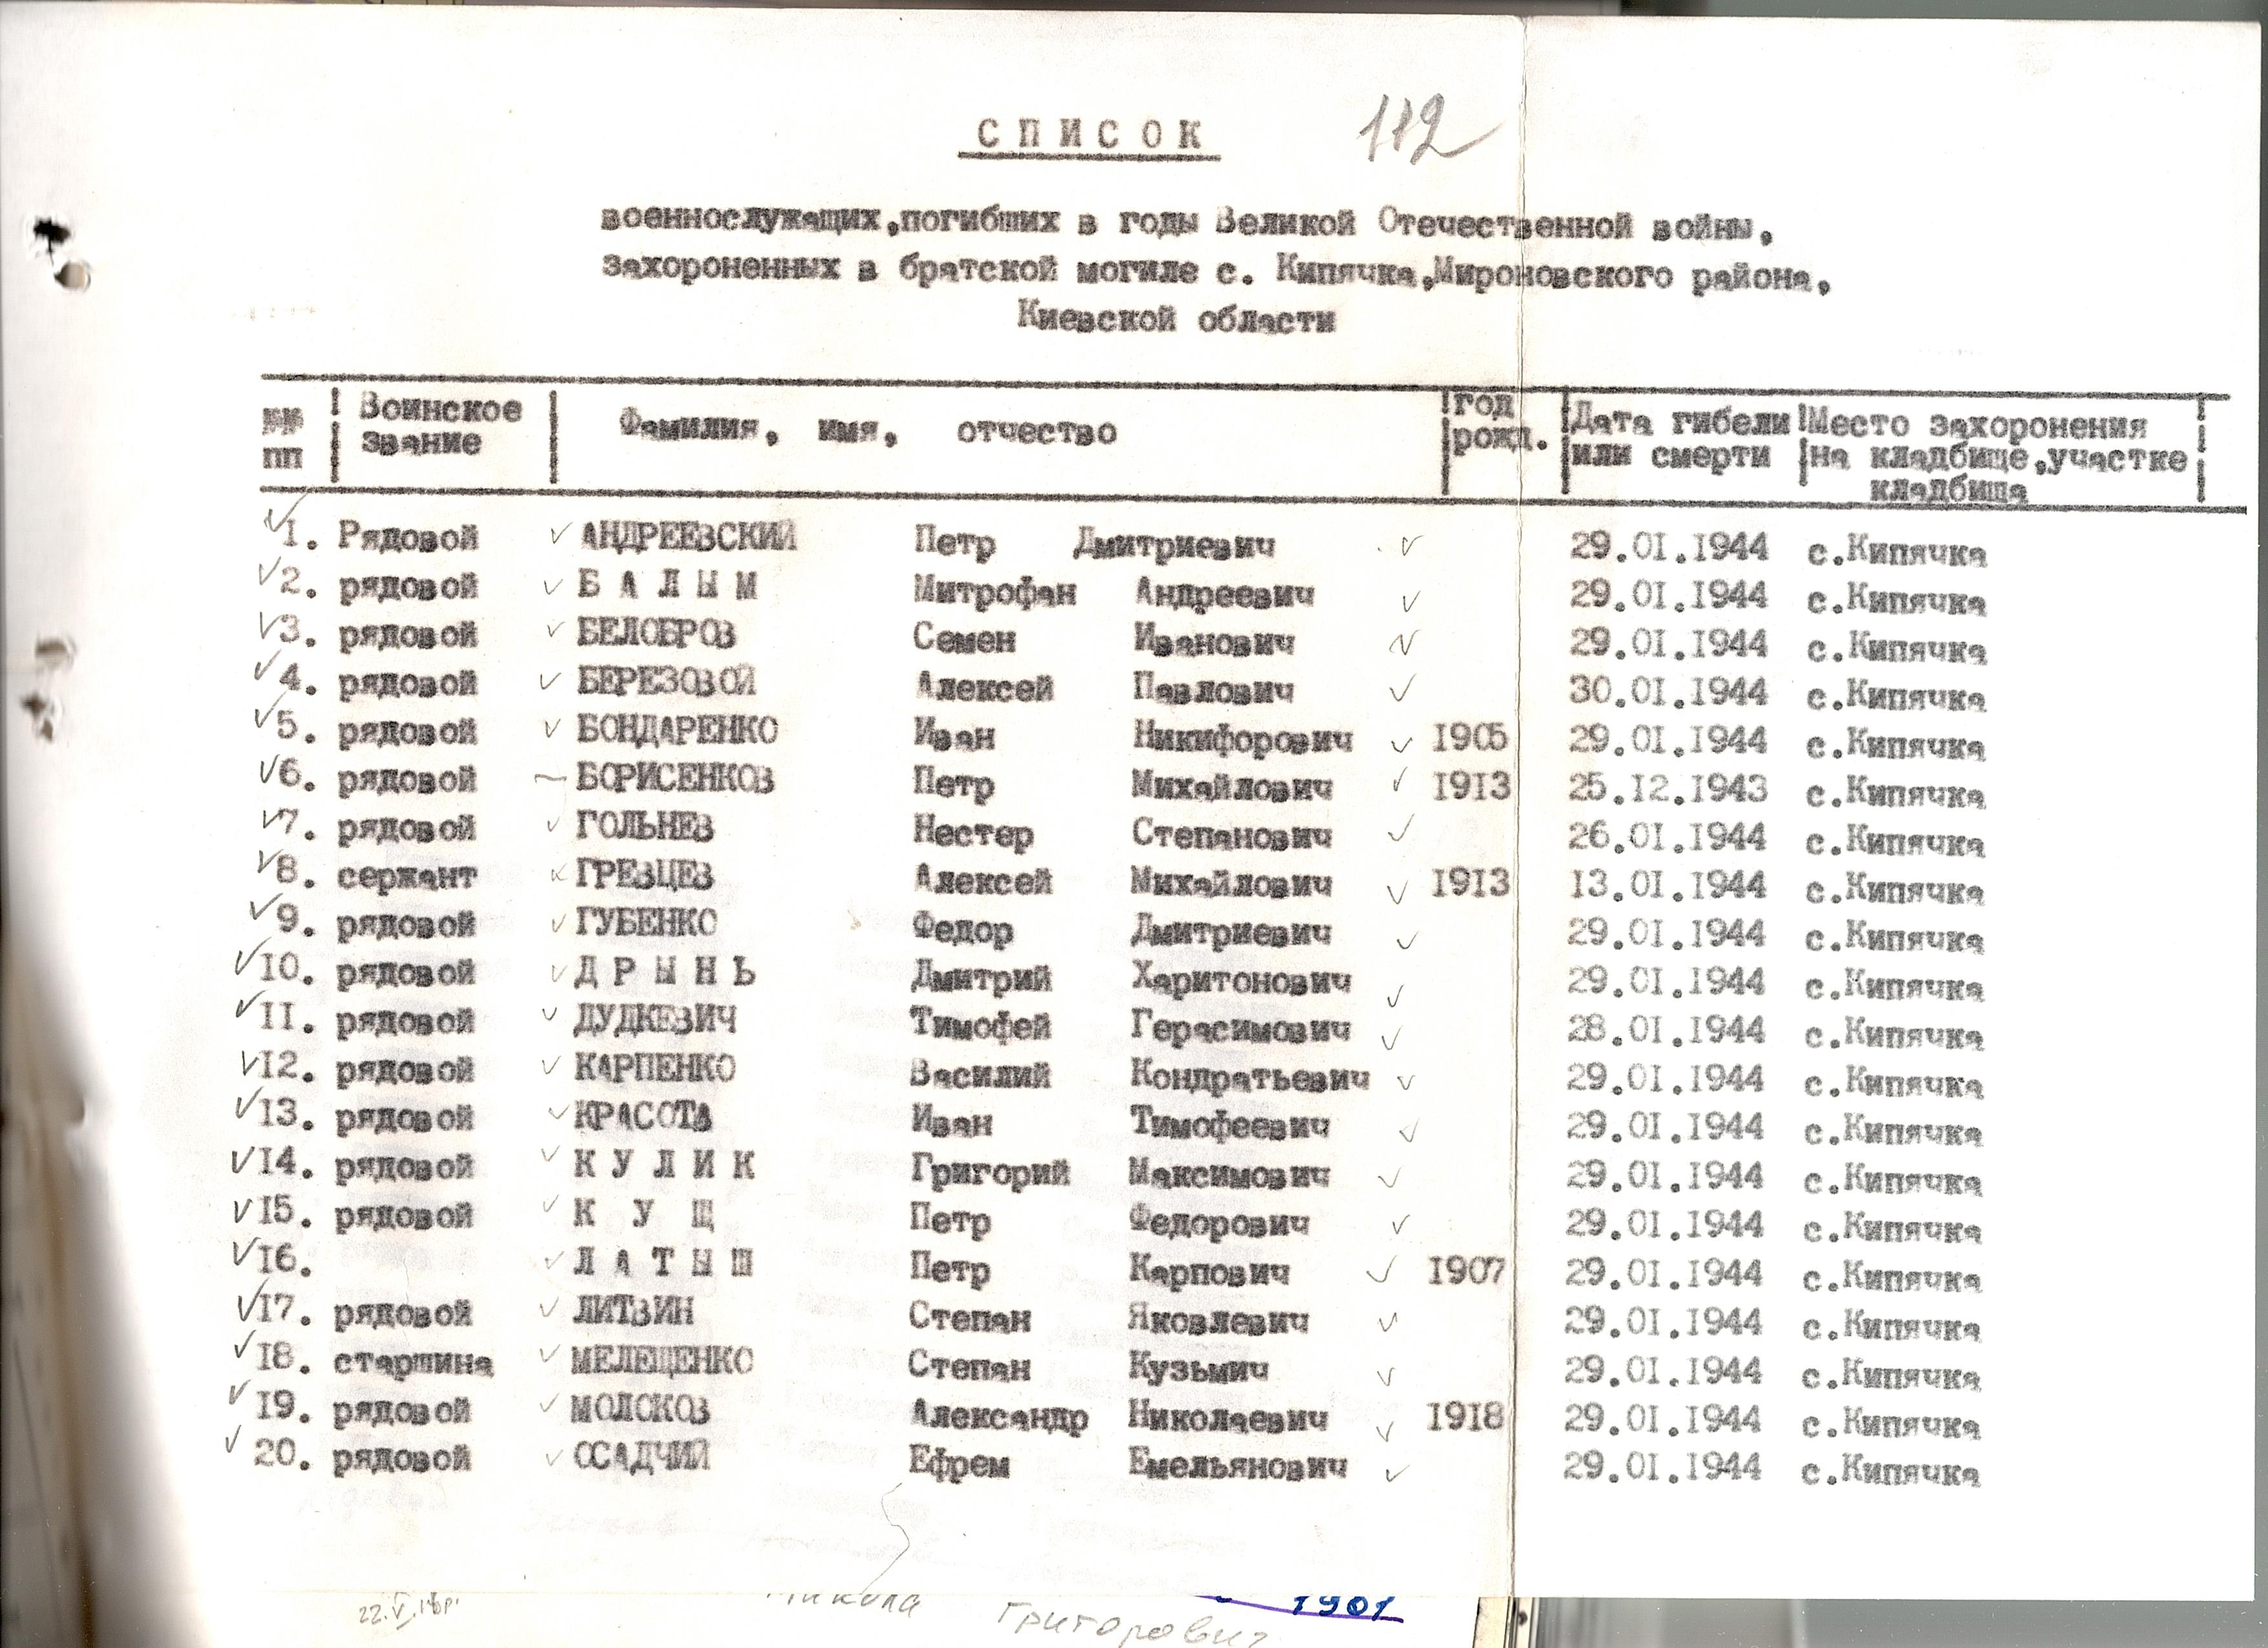 СПИСОК 112
военнослужащих,погибших в годы Великой Отечественной войны,
захороненных в братской могиле с. Кипячка,Мироновского района,
Киевской области
№№ пп Воинское звание Фамилия, имя, отчество год рожд. Дата гибели или смерти Место захоронения на кладбище,участке кладбища
1. Рядовой АНДРЕЕВСКИЙ Петр Дмитриевич 29.01.1944 с.Кипячка
2. рядовой БАЛЫМ Митрофан Андреевич 29.01.1944 с.Кипячка
3. рядовой БЕЛОБРОВ Семен Иванович 29.01.1944 с.Кипячка
4. рядовой БЕРЕЗОВОЙ Алексей Павлович 30.01.1944 с.Кипячка
5. рядовой БОНДАРЕНКО Иван Никифорович 1905 29.01.1944 с.Кипячка
6. рядовой БОРИСЕНКОВ Петр Михайлович 1913 25.12.1943 с.Кипячка
7. рядовой ГОЛЬНЕВ Нестер Степанович 26.01.1944 с.Кипячка
8. сержант ГРЕВЦЕВ Алексей Михайлович 1913 13.01.1944 с.Кипячка
9. рядовой ГУБЕНКО Федор Дмитриевич 29.01.1944 с.Кипячка
10. рядовой ДРЫНЬ Дмитрий Харитонович 29.01.1944 с.Кипячка
11. рядовой ДУДКЕВИЧ Тимофей Герасимович 28.01.1944 с.Кипячка
12. рядовой КАРПЕНКО Василий Кондратьевич 29.01.1944 с.Кипячка
13. рядовой КРАСОТА Иван Тимофеевич 29.01.1944 с.Кипячка
14. рядовой КУЛИК Григорий Максимович 29.01.1944 с.Кипячка
15. рядовой КУЩ Петр Федорович 29.01.1944 с.Кипячка
16. ЛАТЫШ Петр Карпович 1907 29.01.1944 с.Кипячка
17. рядовой ЛИТВИН Степан Яковлевич 29.01.1944 с.Кипячка
18. старшина МЕЛЕЩЕНКО Степан Кузьмич 29.01.1944 с.Кипячка
19. рядовой МОЛОКОВ Александр Николаевич 1918 29.01.1944 с.Кипячка
20. рядовой ОСАДЧИЙ Ефрем Емельянович 29.01.1944 с.Кипячка
Микола Григорович 1901